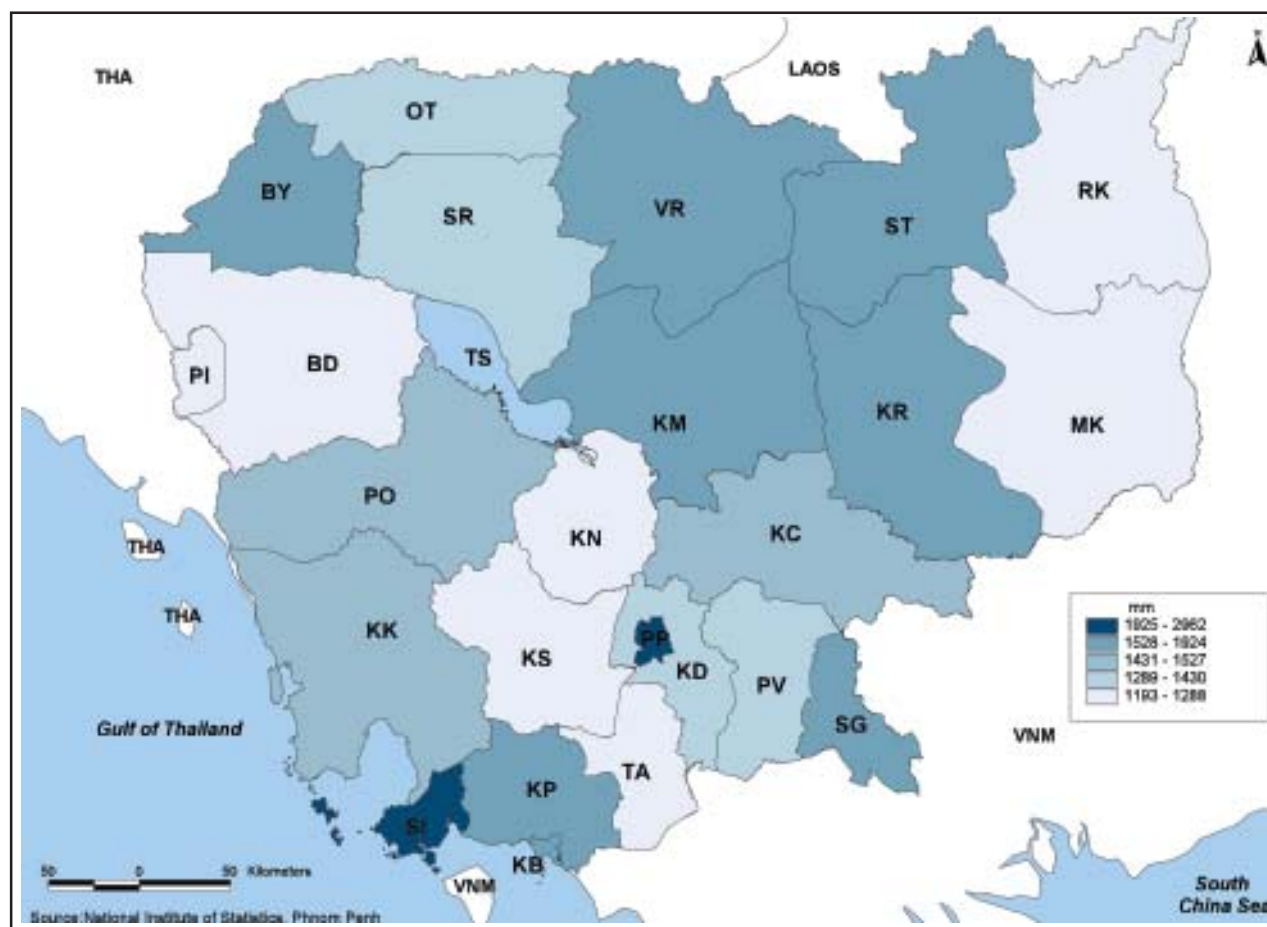 THA
LAOS
OT
BY
RK
SR
VR
ST
TS
PI
BD
KM
KR
MK
PO
KN
KC
THA
THA
KK
KS
PP
KD
PV
SG
mm
1925 - 2962
1528 - 1924
1431 - 1527
1289 - 1430
1193 - 1288
Gulf of Thailand
VNM
TA
KP
SI
KB
VNM
50 0 50 Kilometers
South
China Sea
Source:National Institute of Statistics, Phnom Penh